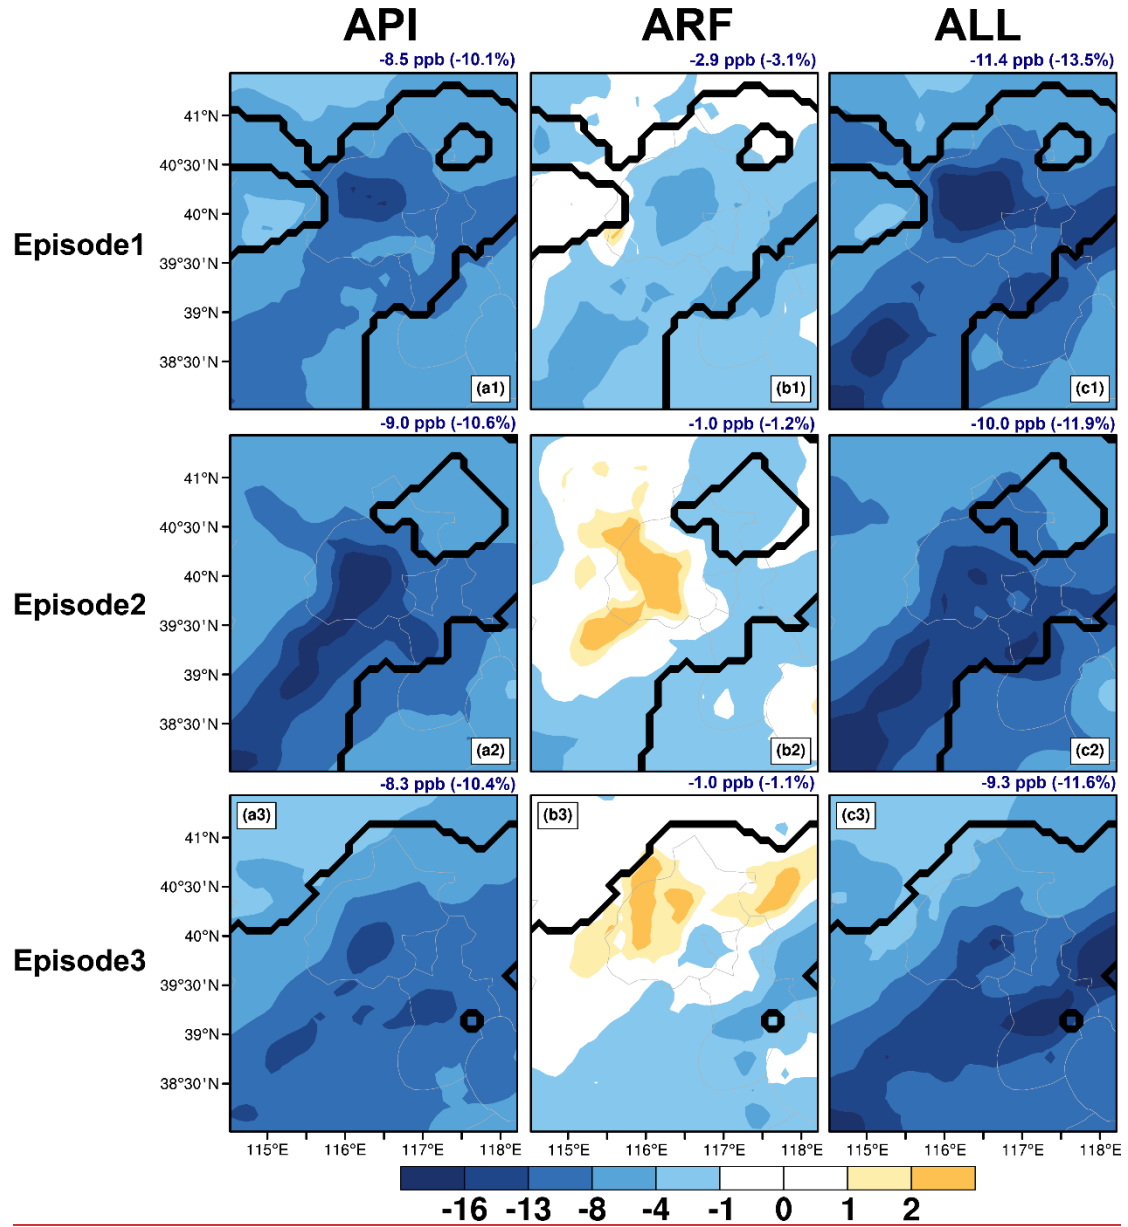 API ARF ALL
-8.5 ppb (-10.1%) -2.9 ppb (-3.1%) -11.4 ppb (-13.5%)
Episode1
41°N
40°30'N
40°N
39°30'N
39°N
38°30'N
(a1) (b1) (c1)
-9.0 ppb (-10.6%) -1.0 ppb (-1.2%) -10.0 ppb (-11.9%)
Episode2
41°N
40°30'N
40°N
39°30'N
39°N
38°30'N
(a2) (b2) (c2)
-8.3 ppb (-10.4%) -1.0 ppb (-1.1%) -9.3 ppb (-11.6%)
(a3) (b3) (c3)
Episode3
41°N
40°30'N
40°N
39°30'N
39°N
38°30'N
115°E 116°E 117°E 118°E 115°E 116°E 117°E 118°E 115°E 116°E 117°E 118°E
-16 -13 -8 -4 -1 0 1 2